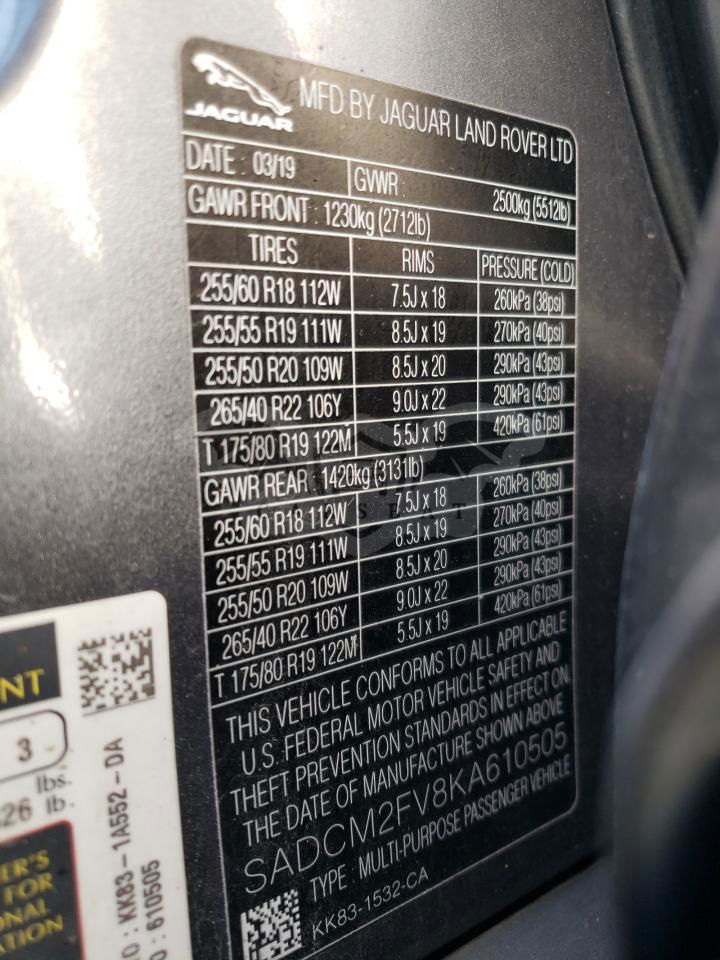 JAGUAR
MFD BY JAGUAR LAND ROVER LTD
DATE : 03/19 GVWR : 2500kg (5512lb)
GAWR FRONT : 1230kg (2712lb)
TIRES RIMS PRESSURE (COLD)
255/60 R18 112W 7.5J x 18 260kPa (38psi)
255/55 R19 111W 8.5J x 19 270kPa (40psi)
255/50 R20 109W 8.5J x 20 290kPa (43psi)
265/40 R22 106Y 9.0J x 22 290kPa (43psi)
T 175/80 R19 122M 5.5J x 19 420kPa (61psi)
GAWR REAR : 1420kg (3131lb)
255/60 R18 112W 7.5J x 18 260kPa (38psi)
255/55 R19 111W 8.5J x 19 270kPa (40psi)
255/50 R20 109W 8.5J x 20 290kPa (43psi)
265/40 R22 106Y 9.0J x 22 290kPa (43psi)
T 175/80 R19 122M 5.5J x 19 420kPa (61psi)
THIS VEHICLE CONFORMS TO ALL APPLICABLE
U.S. FEDERAL MOTOR VEHICLE SAFETY AND
THEFT PREVENTION STANDARDS IN EFFECT ON
THE DATE OF MANUFACTURE SHOWN ABOVE
SADCM2FV8KA610505
TYPE : MULTI-PURPOSE PASSENGER VEHICLE
KK83-1532-CA
NT
3
lbs.
26 lb.
ER'S
FOR
ONAL
ATION
D : KK83-1A552-DA
O : 610505